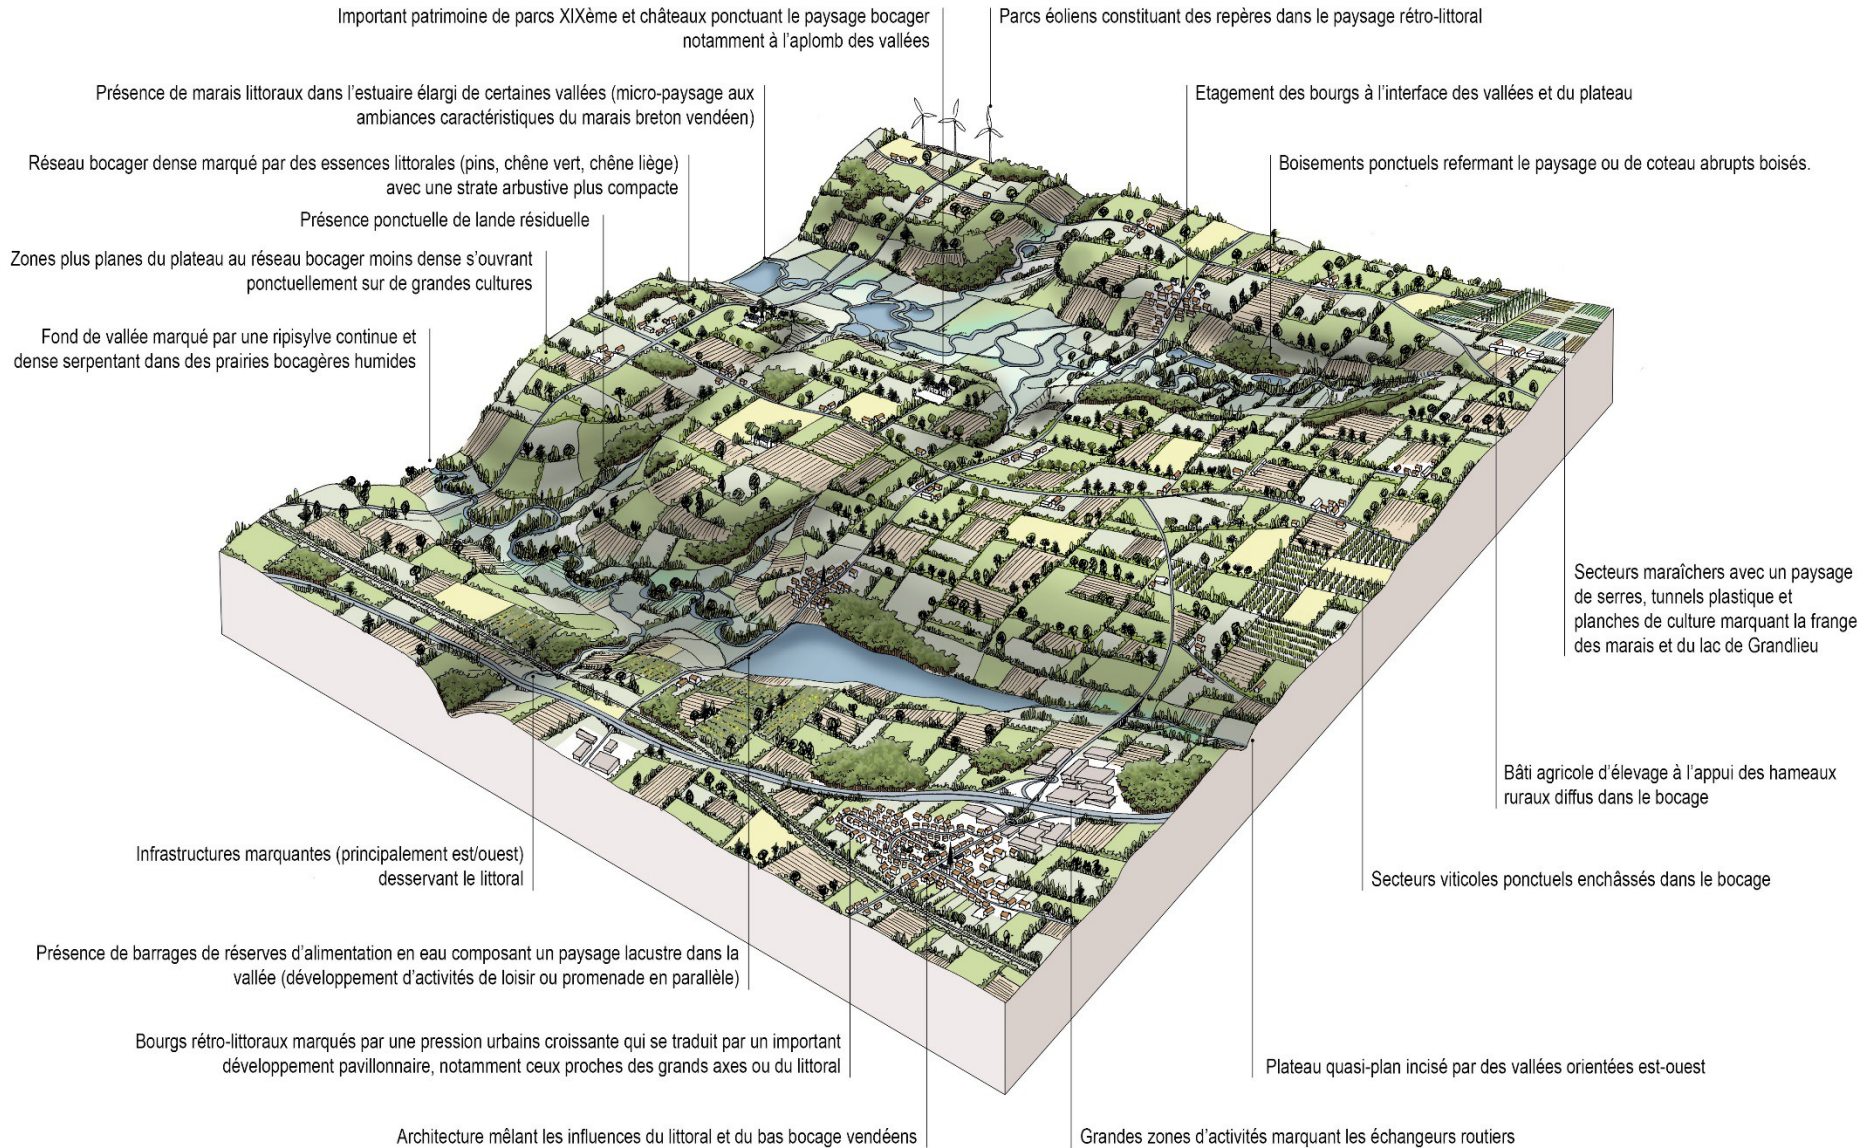 Important patrimoine de parcs XIXème et châteaux ponctuant le paysage bocager
notamment à l'aplomb des vallées
Parcs éoliens constituant des repères dans le paysage rétro-littoral
Présence de marais littoraux dans l'estuaire élargi de certaines vallées (micro-paysage aux
ambiances caractéristiques du marais breton vendéen)
Etagement des bourgs à l'interface des vallées et du plateau
Réseau bocager dense marqué par des essences littorales (pins, chêne vert, chêne liège)
avec une strate arbustive plus compacte
Boisements ponctuels refermant le paysage ou de coteau abrupts boisés.
Présence ponctuelle de lande résiduelle
Zones plus planes du plateau au réseau bocager moins dense s'ouvrant
ponctuellement sur de grandes cultures
Fond de vallée marqué par une ripisylve continue et
dense serpentant dans des prairies bocagères humides
Secteurs maraîchers avec un paysage
de serres, tunnels plastique et
planches de culture marquant la frange
des marais et du lac de Grandlieu
Bâti agricole d'élevage à l'appui des hameaux
ruraux diffus dans le bocage
Infrastructures marquantes (principalement est/ouest)
desservant le littoral
Secteurs viticoles ponctuels enchâssés dans le bocage
Présence de barrages de réserves d'alimentation en eau composant un paysage lacustre dans la
vallée (développement d'activités de loisir ou promenade en parallèle)
Bourgs rétro-littoraux marqués par une pression urbains croissante qui se traduit par un important
développement pavillonnaire, notamment ceux proches des grands axes ou du littoral
Plateau quasi-plan incisé par des vallées orientées est-ouest
Architecture mêlant les influences du littoral et du bas bocage vendéens
Grandes zones d'activités marquant les échangeurs routiers